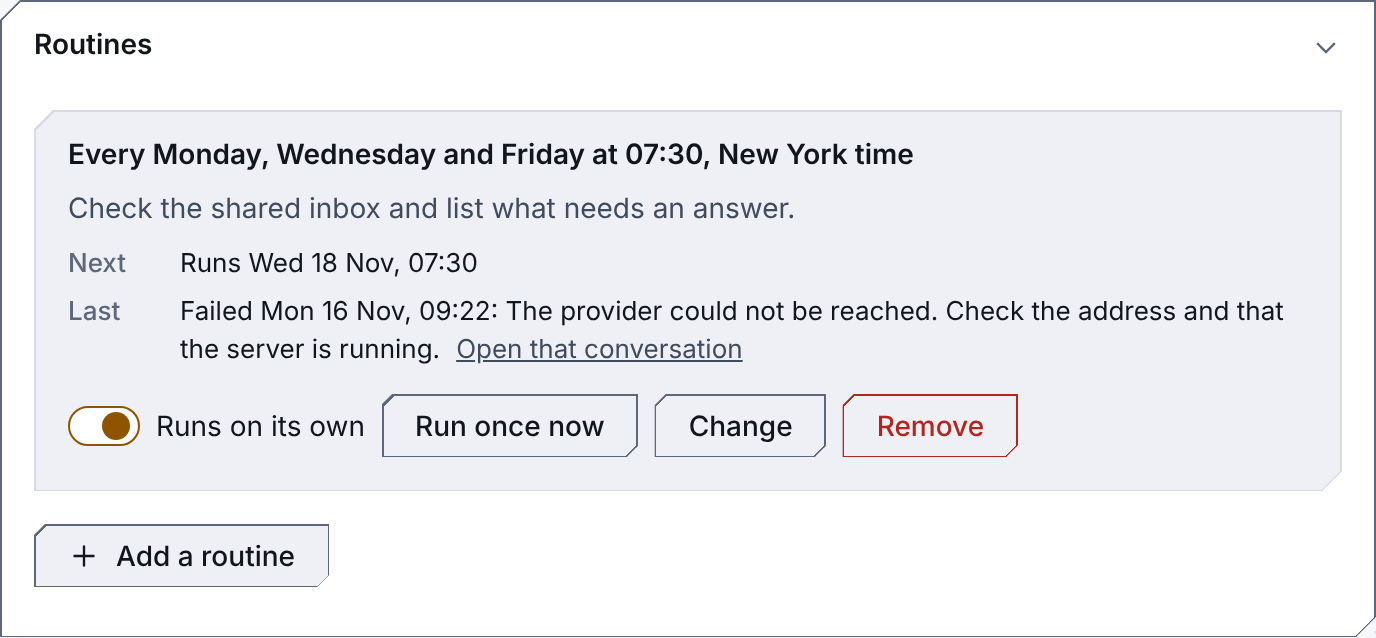 Routines
Every Monday, Wednesday and Friday at 07:30, New York time
Check the shared inbox and list what needs an answer.
Next Runs Wed 18 Nov, 07:30
Last Failed Mon 16 Nov, 09:22: The provider could not be reached. Check the address and that
the server is running. Open that conversation
Runs on its own Run once now Change Remove
+ Add a routine